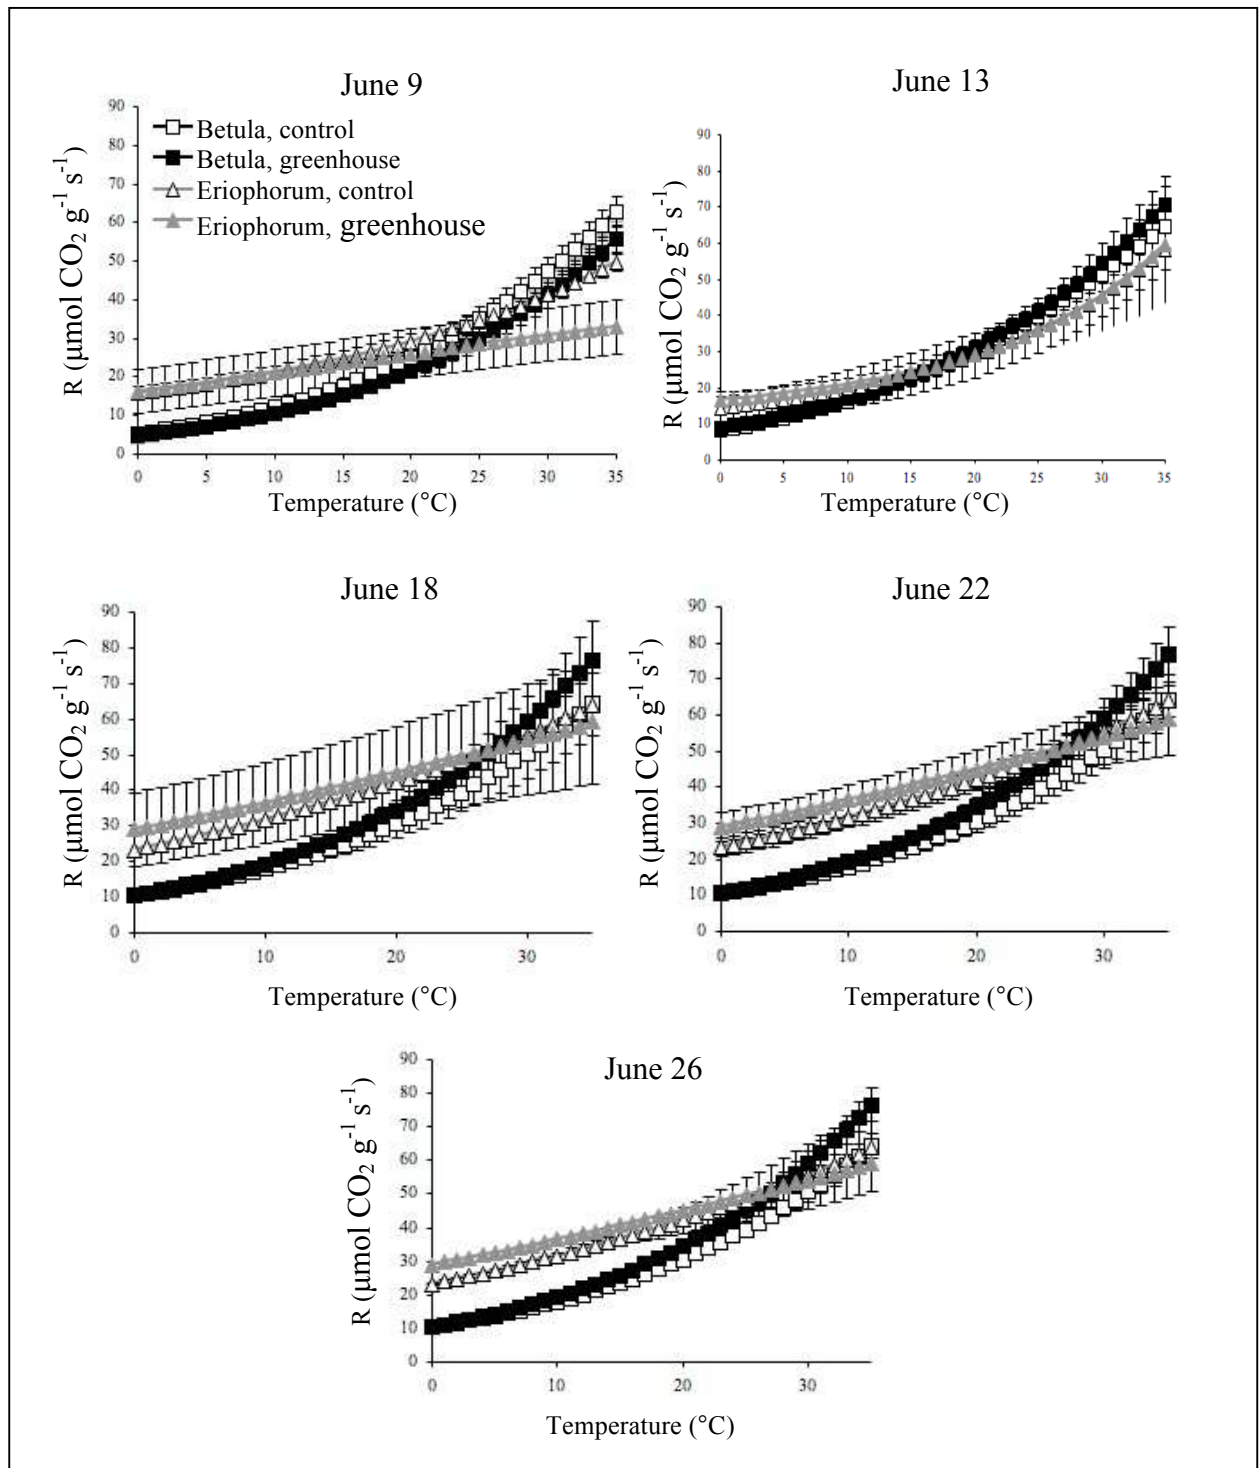 June 9
90
80
70
60
50
40
30
20
10
0
R (µmol CO₂ g⁻¹ s⁻¹)
Betula, control
Betula, greenhouse
Eriophorum, control
Eriophorum, greenhouse
0 5 10 15 20 25 30 35
Temperature (°C)
June 13
90
80
70
60
50
40
30
20
10
0
R (µmol CO₂ g⁻¹ s⁻¹)
0 5 10 15 20 25 30 35
Temperature (°C)
June 18
90
80
70
60
50
40
30
20
10
0
R (µmol CO₂ g⁻¹ s⁻¹)
0 10 20 30
Temperature (°C)
June 22
90
80
70
60
50
40
30
20
10
0
R (µmol CO₂ g⁻¹ s⁻¹)
0 10 20 30
Temperature (°C)
June 26
90
80
70
60
50
40
30
20
10
0
R (µmol CO₂ g⁻¹ s⁻¹)
0 10 20 30
Temperature (°C)